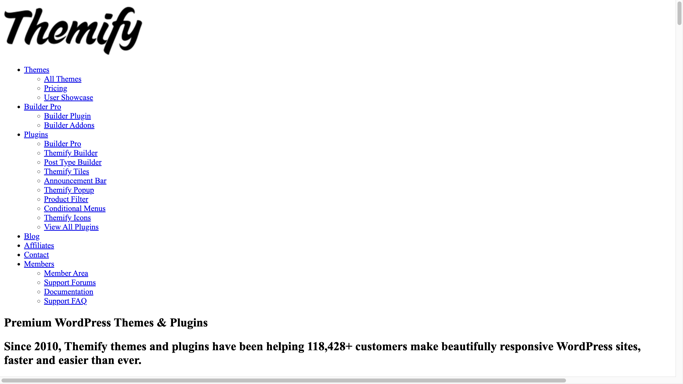 Themify
Themes
All Themes
Pricing
User Showcase
Builder Pro
Builder Plugin
Builder Addons
Plugins
Builder Pro
Themify Builder
Post Type Builder
Themify Tiles
Announcement Bar
Themify Popup
Product Filter
Conditional Menus
Themify Icons
View All Plugins
Blog
Affiliates
Contact
Members
Member Area
Support Forums
Documentation
Support FAQ
Premium WordPress Themes & Plugins
Since 2010, Themify themes and plugins have been helping 118,428+ customers make beautifully responsive WordPress sites,
faster and easier than ever.